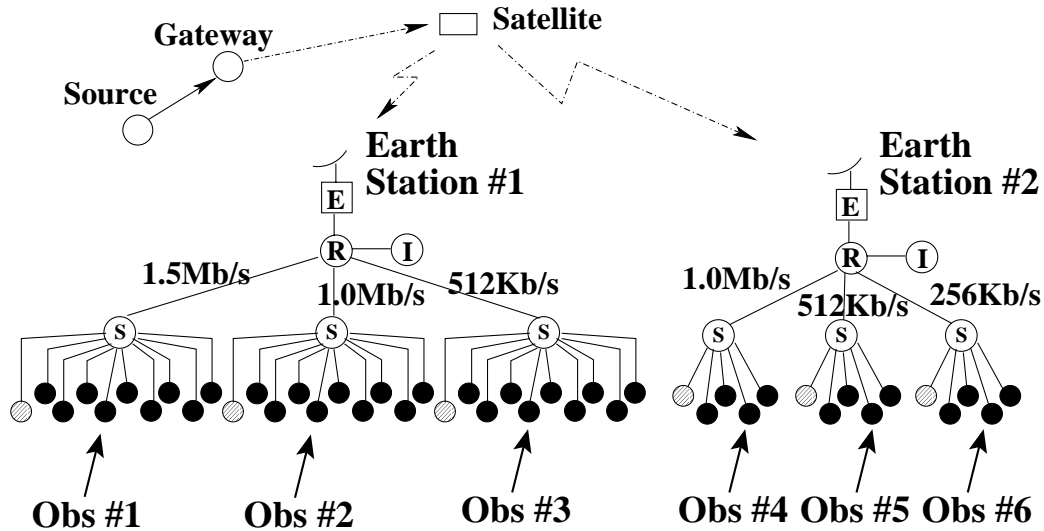 Satellite
Gateway
Source
Earth
Station #1
Earth
Station #2
E
E
R
I
R
I
1.5Mb/s
1.0Mb/s
512Kb/s
1.0Mb/s
512Kb/s
256Kb/s
S
S
S
S
S
S
Obs #1
Obs #2
Obs #3
Obs #4
Obs #5
Obs #6